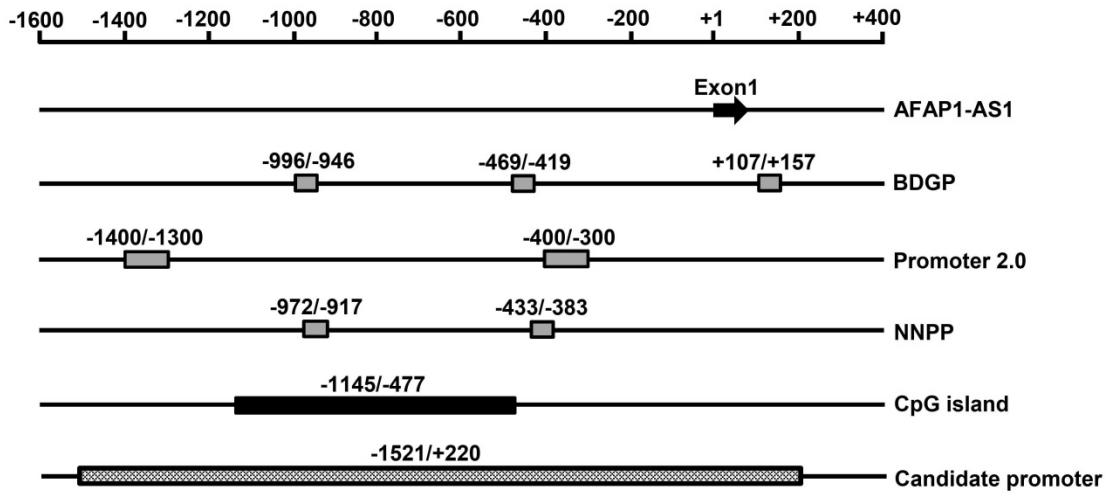 -1600 -1400 -1200 -1000 -800 -600 -400 -200 +1 +200 +400
Exon1
AFAP1-AS1
-996/-946 -469/-419 +107/+157
BDGP
-1400/-1300 -400/-300
Promoter 2.0
-972/-917 -433/-383
NNPP
-1145/-477
CpG island
-1521/+220
Candidate promoter